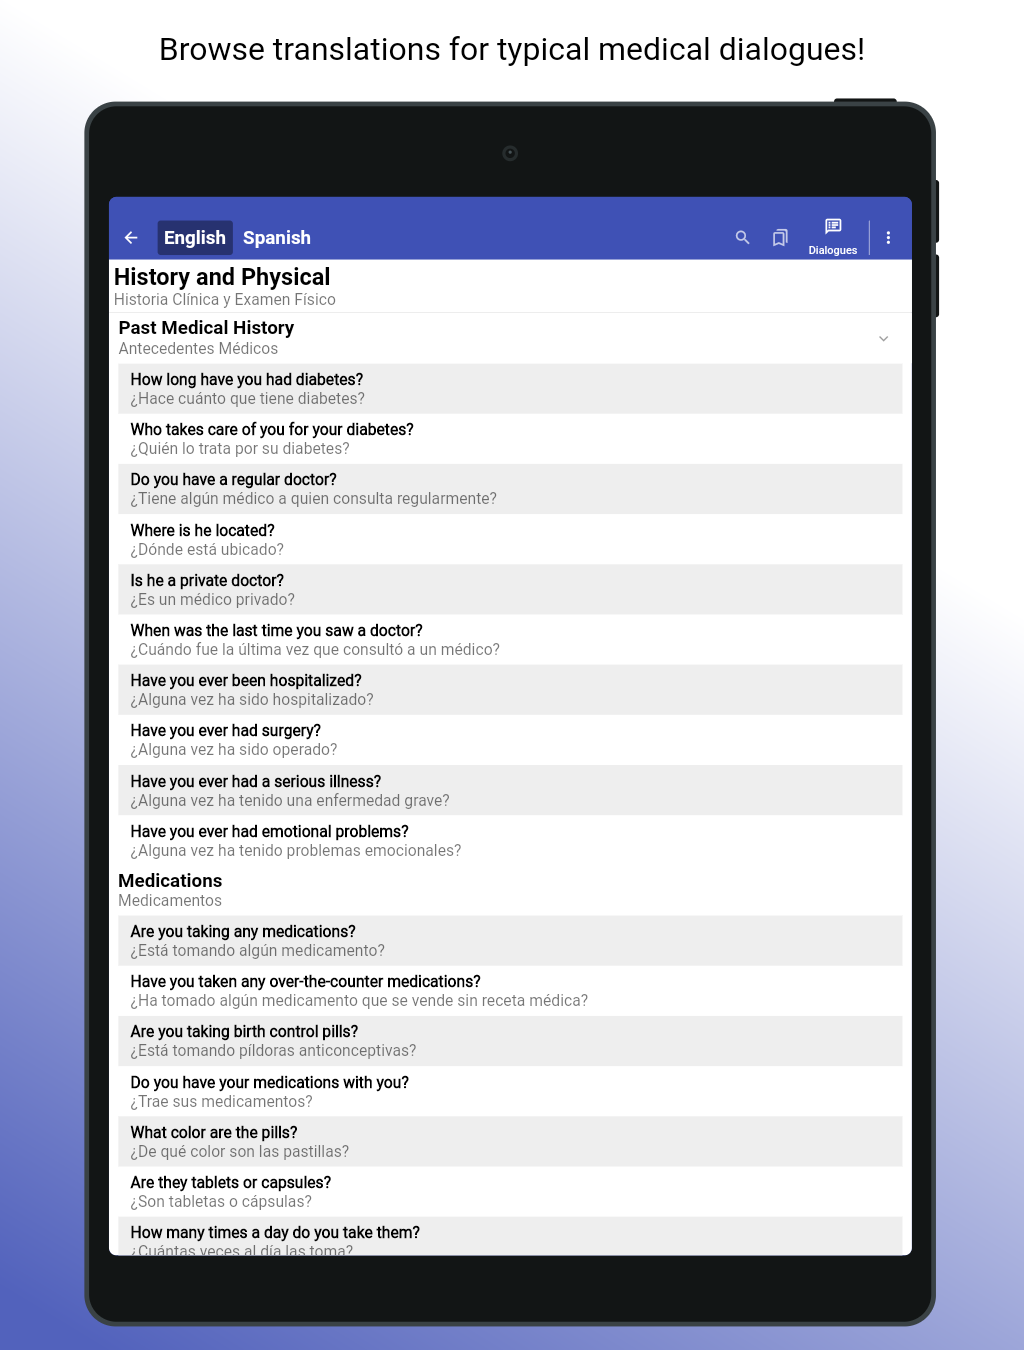 Browse translations for typical medical dialogues!
English Spanish
Dialogues
History and Physical
Historia Clínica y Examen Físico
Past Medical History
Antecedentes Médicos
How long have you had diabetes?
¿Hace cuánto que tiene diabetes?
Who takes care of you for your diabetes?
¿Quién lo trata por su diabetes?
Do you have a regular doctor?
¿Tiene algún médico a quien consulta regularmente?
Where is he located?
¿Dónde está ubicado?
Is he a private doctor?
¿Es un médico privado?
When was the last time you saw a doctor?
¿Cuándo fue la última vez que consultó a un médico?
Have you ever been hospitalized?
¿Alguna vez ha sido hospitalizado?
Have you ever had surgery?
¿Alguna vez ha sido operado?
Have you ever had a serious illness?
¿Alguna vez ha tenido una enfermedad grave?
Have you ever had emotional problems?
¿Alguna vez ha tenido problemas emocionales?
Medications
Medicamentos
Are you taking any medications?
¿Está tomando algún medicamento?
Have you taken any over-the-counter medications?
¿Ha tomado algún medicamento que se vende sin receta médica?
Are you taking birth control pills?
¿Está tomando píldoras anticonceptivas?
Do you have your medications with you?
¿Trae sus medicamentos?
What color are the pills?
¿De qué color son las pastillas?
Are they tablets or capsules?
¿Son tabletas o cápsulas?
How many times a day do you take them?
¿Cuántas veces al día las toma?